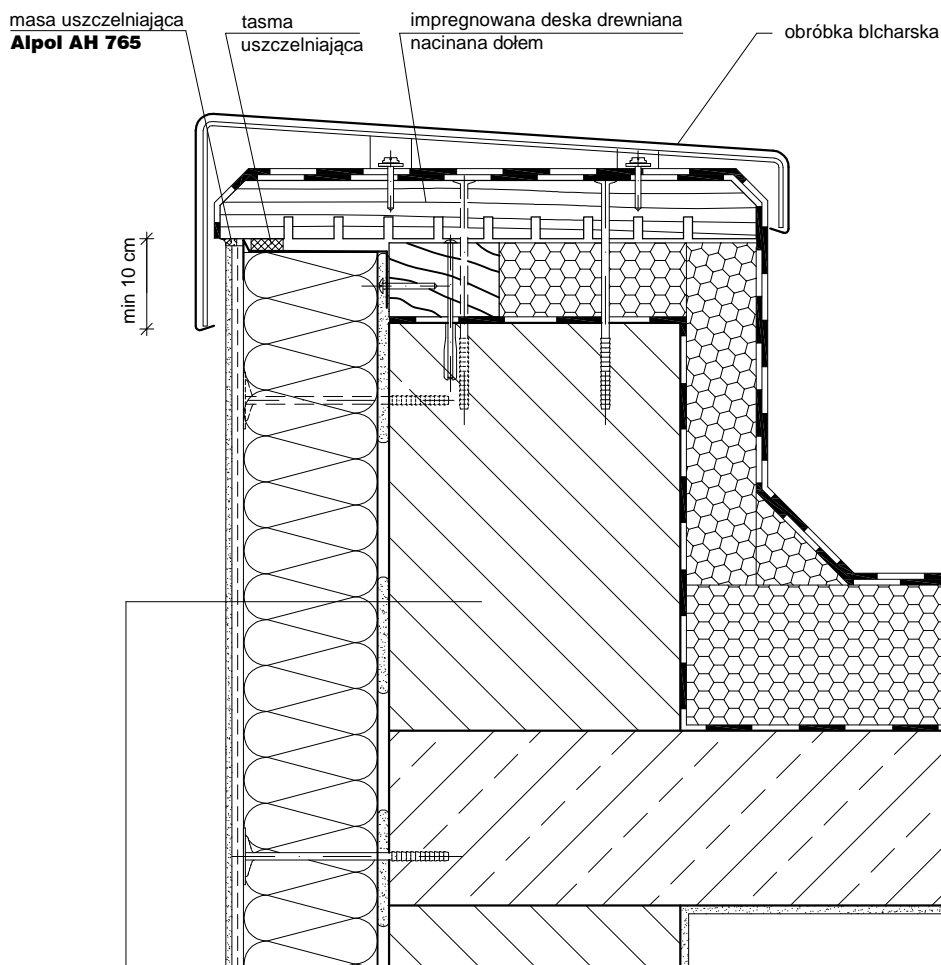 masa uszczelniająca
Alpol AH 765
tasma
uszczelniająca
impregnowana deska drewniana
nacinana dołem
obróbka blcharska
min 10 cm